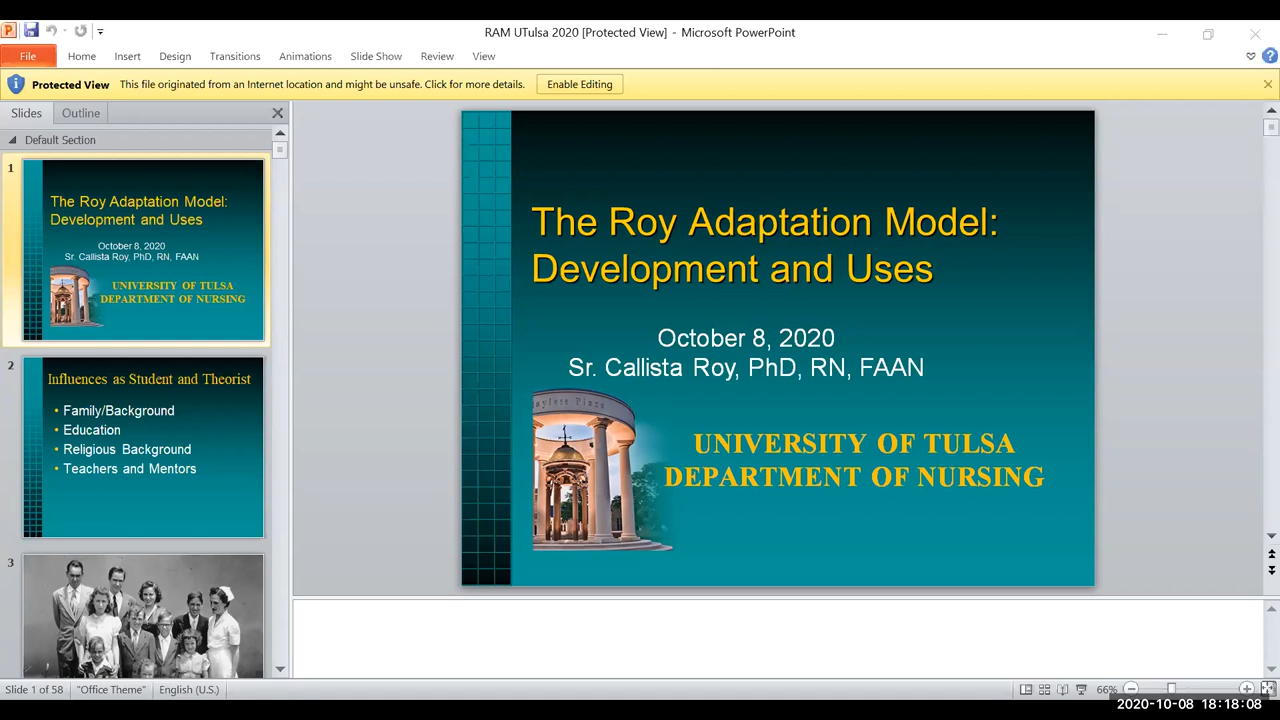 RAM UTulsa 2020 [Protected View] - Microsoft PowerPoint
File Home Insert Design Transitions Animations Slide Show Review View
Protected View This file originated from an Internet location and might be unsafe. Click for more details. Enable Editing
Slides Outline
Default Section
1
The Roy Adaptation Model:
Development and Uses
October 8, 2020
Sr. Callista Roy, PhD, RN, FAAN
UNIVERSITY OF TULSA
DEPARTMENT OF NURSING
2
Influences as Student and Theorist
• Family/Background
• Education
• Religious Background
• Teachers and Mentors
3
The Roy Adaptation Model:
Development and Uses
October 8, 2020
Sr. Callista Roy, PhD, RN, FAAN
UNIVERSITY OF TULSA
DEPARTMENT OF NURSING
Slide 1 of 58 "Office Theme" English (U.S.) 66%
2020-10-08 18:18:08